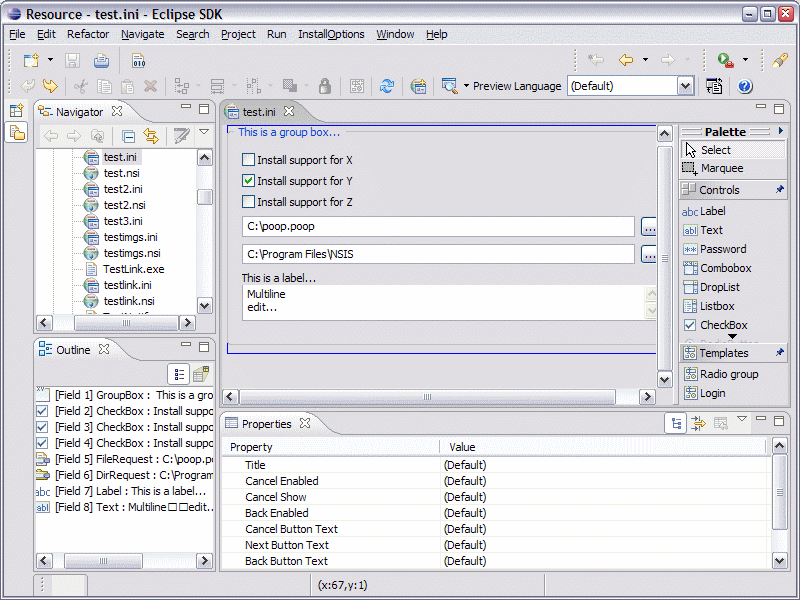 Resource - test.ini - Eclipse SDK
File Edit Refactor Navigate Search Project Run InstallOptions Window Help
Preview Language (Default)
Navigator
test.ini
test.nsi
test2.ini
test2.nsi
test3.ini
testimgs.ini
testimgs.nsi
TestLink.exe
testlink.ini
testlink.nsi
test.ini
This is a group box...
Install support for X
Install support for Y
Install support for Z
C:\poop.poop
...
C:\Program Files\NSIS
...
This is a label...
Multiline
edit...
Palette
Select
Marquee
Controls
abc Label
ab Text
** Password
Combobox
DropList
Listbox
CheckBox
Templates
Radio group
Login
Outline
[Field 1] GroupBox : This is a gro
[Field 2] CheckBox : Install suppo
[Field 3] CheckBox : Install suppo
[Field 4] CheckBox : Install suppo
[Field 5] FileRequest : C:\poop.po
[Field 6] DirRequest : C:\Program
abc [Field 7] Label : This is a label...
ab [Field 8] Text : Multiline□□edit...
Properties
Property Value
Title (Default)
Cancel Enabled (Default)
Cancel Show (Default)
Back Enabled (Default)
Cancel Button Text (Default)
Next Button Text (Default)
Back Button Text (Default)
(x:67,y:1)